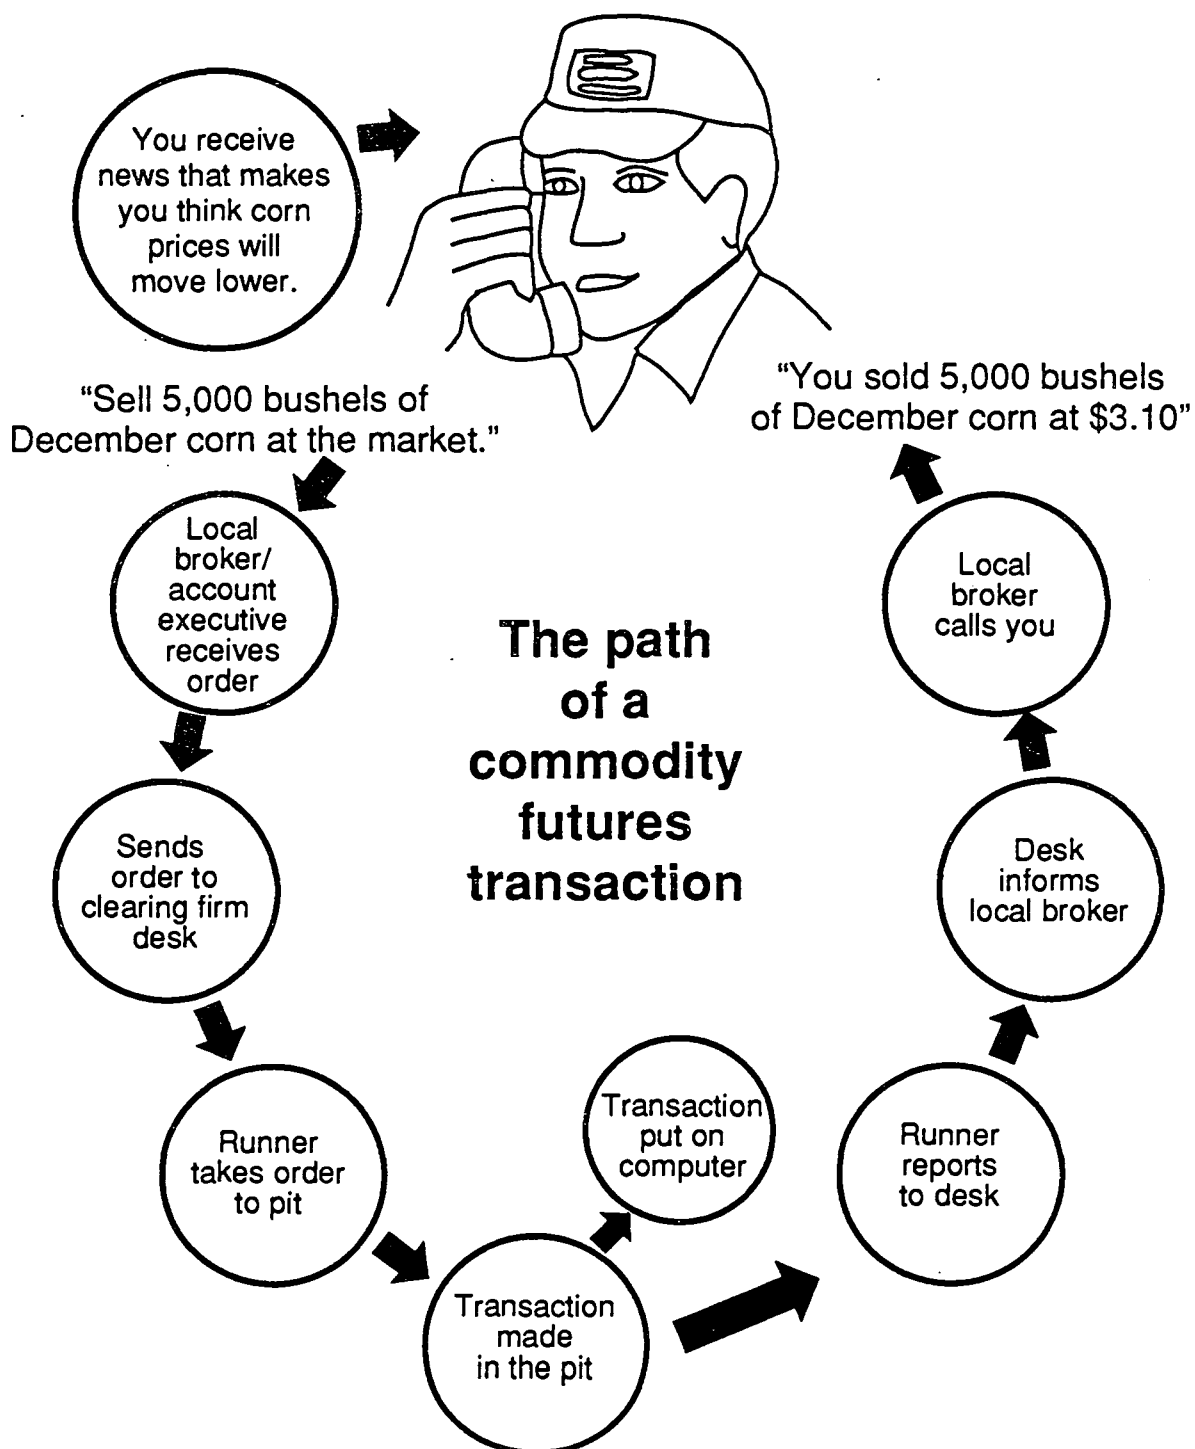 You receive
news that makes
you think corn
prices will
move lower.
"Sell 5,000 bushels of
December corn at the market."
Local
broker/
account
executive
receives
order
Sends
order to
clearing firm
desk
Runner
takes order
to pit
Transaction
made
in the pit
Transaction
put on
computer
Runner
reports
to desk
Desk
informs
local broker
Local
broker
calls you
"You sold 5,000 bushels
of December corn at $3.10"
The path
of a
commodity
futures
transaction